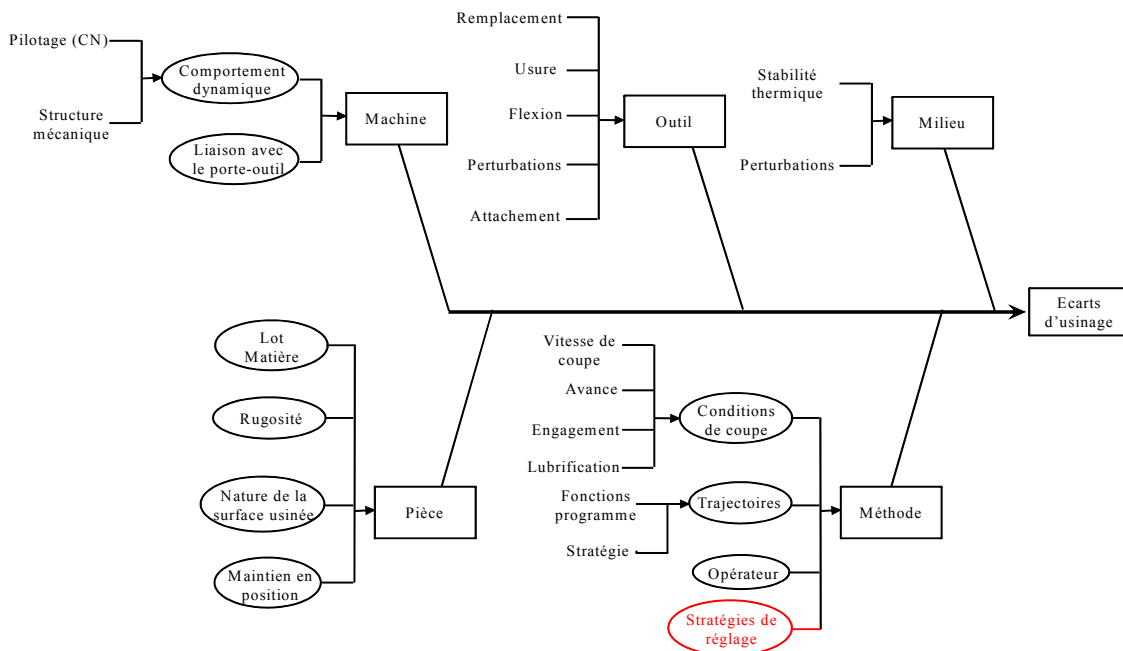 Pilotage (CN)
Structure
mécanique
Comportement
dynamique
Liaison avec
le porte-outil
Machine
Remplacement
Usure
Flexion
Perturbations
Attachement
Outil
Stabilité
thermique
Perturbations
Milieu
Ecarts
d’usinage
Lot
Matière
Rugosité
Nature de la
surface usinée
Maintien en
position
Pièce
Vitesse de
coupe
Avance
Engagement
Lubrification
Conditions
de coupe
Fonctions
programme
Stratégie
Trajectoires
Opérateur
Stratégies de
réglage
Méthode